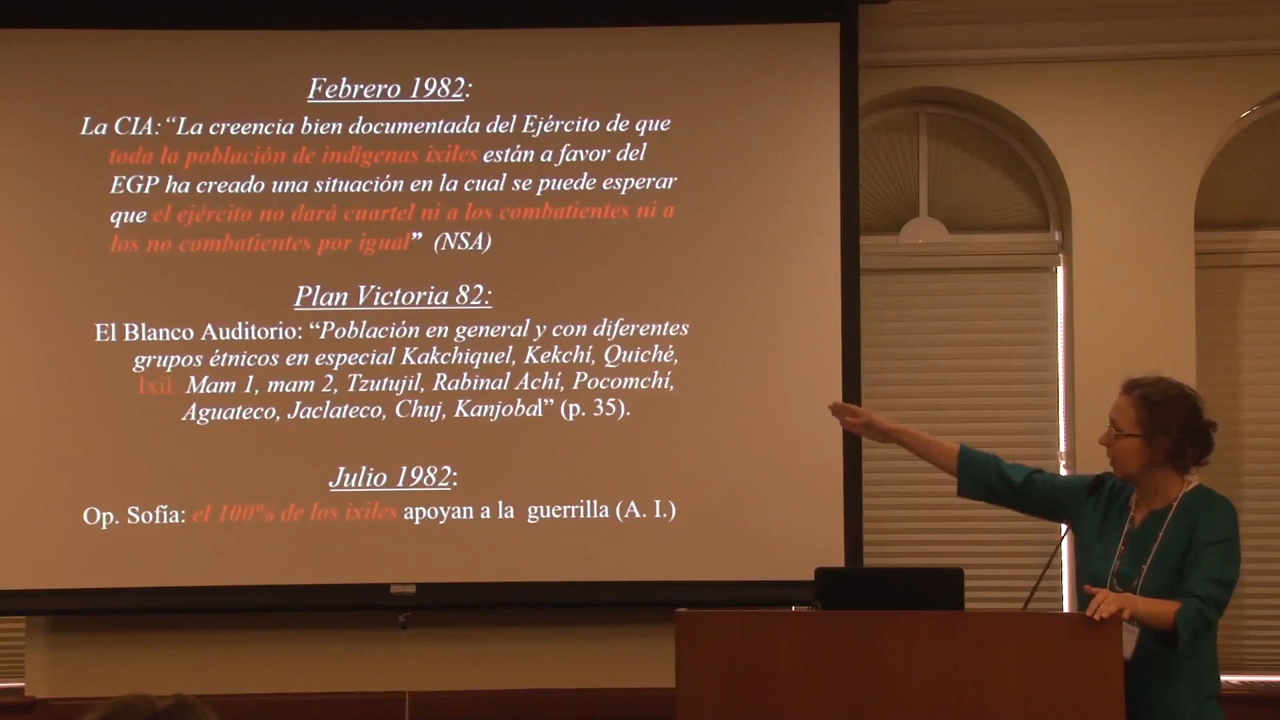 Febrero 1982:
La CIA: “La creencia bien documentada del Ejército de que
toda la población de indígenas ixiles están a favor del
EGP ha creado una situación en la cual se puede esperar
que el ejército no dará cuartel ni a los combatientes ni a
los no combatientes por igual” (NSA)
Plan Victoria 82:
El Blanco Auditorio: “Población en general y con diferentes
grupos étnicos en especial Kakchiquel, Kekchí, Quiché,
Ixil, Mam 1, mam 2, Tzutujil, Rabinal Achí, Pocomchí,
Aguateco, Jaclateco, Chuj, Kanjobal” (p. 35).
Julio 1982:
Op. Sofía: el 100% de los ixiles apoyan a la guerrilla (A. I.)